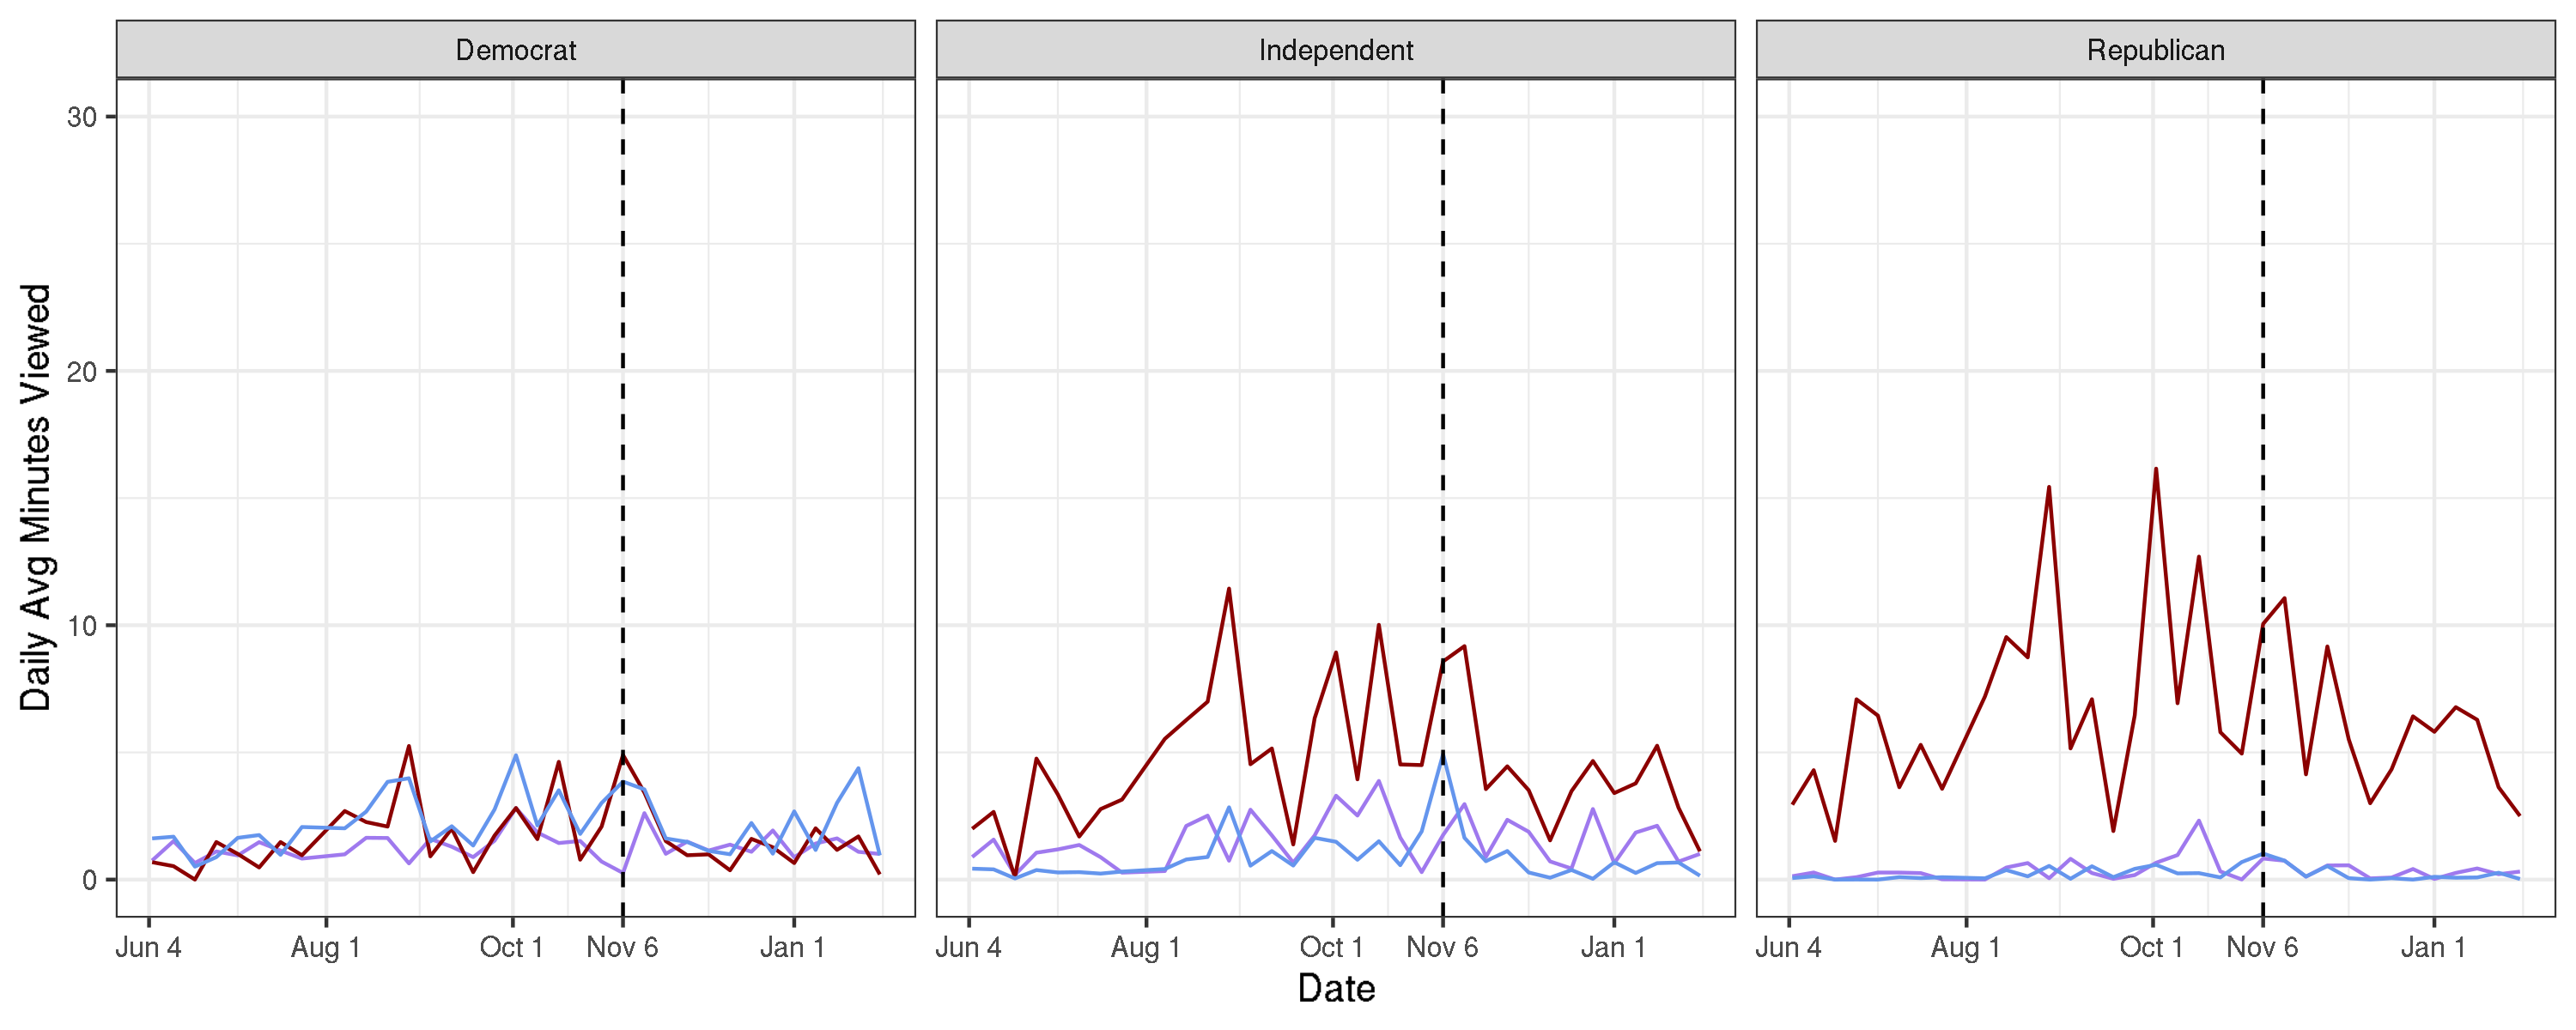 Democrat Independent Republican
30
20
10
0
Daily Avg Minutes Viewed
Jun 4 Aug 1 Oct 1 Nov 6 Jan 1 Jun 4 Aug 1 Oct 1 Nov 6 Jan 1 Jun 4 Aug 1 Oct 1 Nov 6 Jan 1
Date